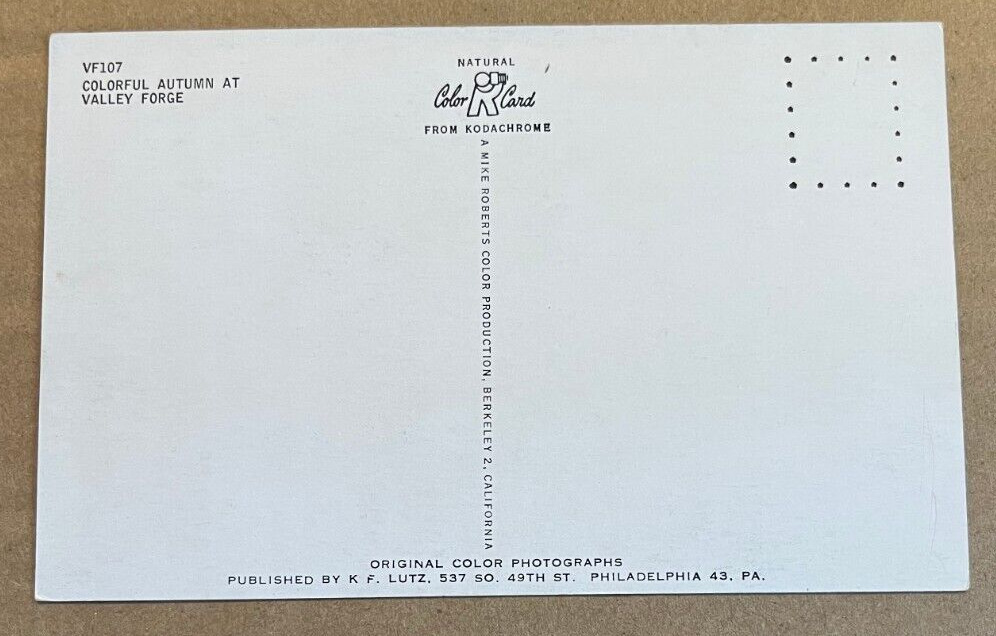 VF107
COLORFUL AUTUMN AT
VALLEY FORGE
NATURAL
Color Card
FROM KODACHROME
A MIKE ROBERTS COLOR PRODUCTION, BERKELEY 2, CALIFORNIA
ORIGINAL COLOR PHOTOGRAPHS
PUBLISHED BY K F. LUTZ, 537 SO. 49TH ST. PHILADELPHIA 43, PA.